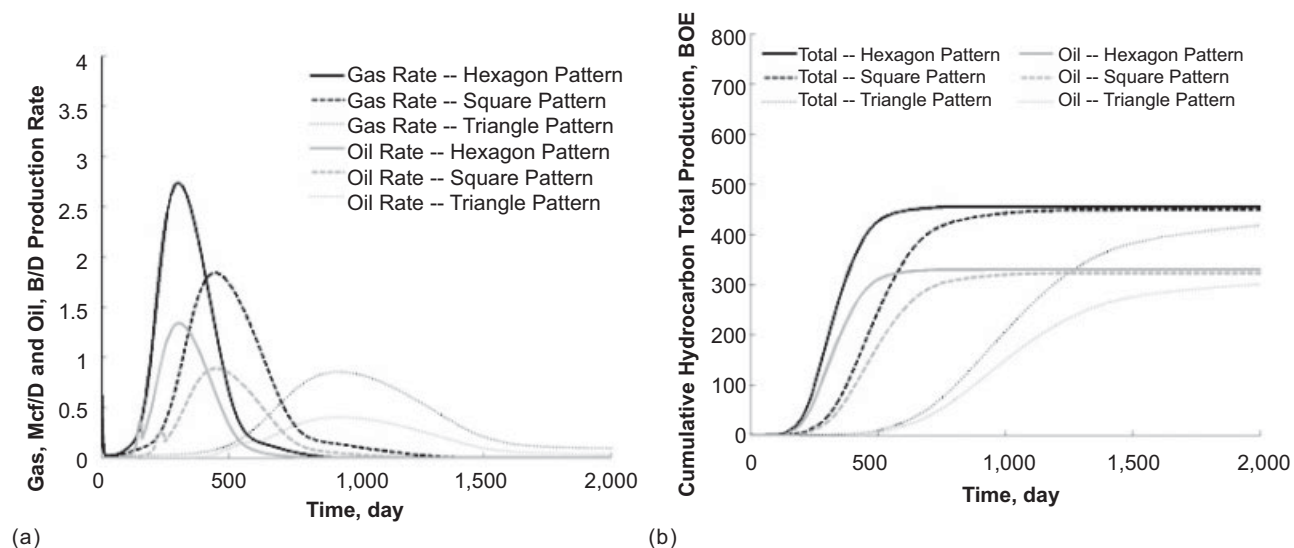 Gas, Mcf/D and Oil, B/D Production Rate
4
3.5
3
2.5
2
1.5
1
0.5
0
Gas Rate -- Hexagon Pattern
Gas Rate -- Square Pattern
Gas Rate -- Triangle Pattern
Oil Rate -- Hexagon Pattern
Oil Rate -- Square Pattern
Oil Rate -- Triangle Pattern
0 500 1,000 1,500 2,000
Time, day
(a)
Cumulative Hydrocarbon Total Production, BOE
800
700
600
500
400
300
200
100
0
Total -- Hexagon Pattern
Total -- Square Pattern
Total -- Triangle Pattern
Oil -- Hexagon Pattern
Oil -- Square Pattern
Oil -- Triangle Pattern
0 500 1,000 1,500 2,000
Time, day
(b)